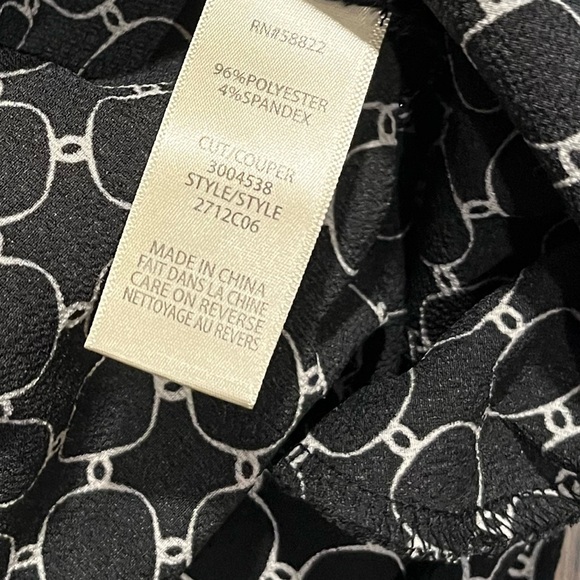 RN#58822
96%POLYESTER
4%SPANDEX
CUT/COUPER
3004538
STYLE/STYLE
2712C06
MADE IN CHINA
FAIT DANS LA CHINE
CARE ON REVERSE
NETTOYAGE AU REVERS